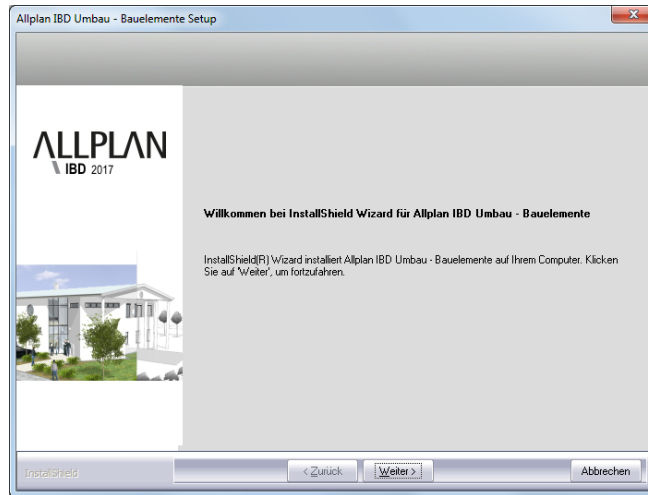 Allplan IBD Umbau - Bauelemente Setup
ALLPLAN
IBD 2017
Willkommen bei InstallShield Wizard für Allplan IBD Umbau - Bauelemente
InstallShield(R) Wizard installiert Allplan IBD Umbau - Bauelemente auf Ihrem Computer. Klicken
Sie auf 'Weiter', um fortzufahren.
InstallShield
< Zurück
Weiter >
Abbrechen